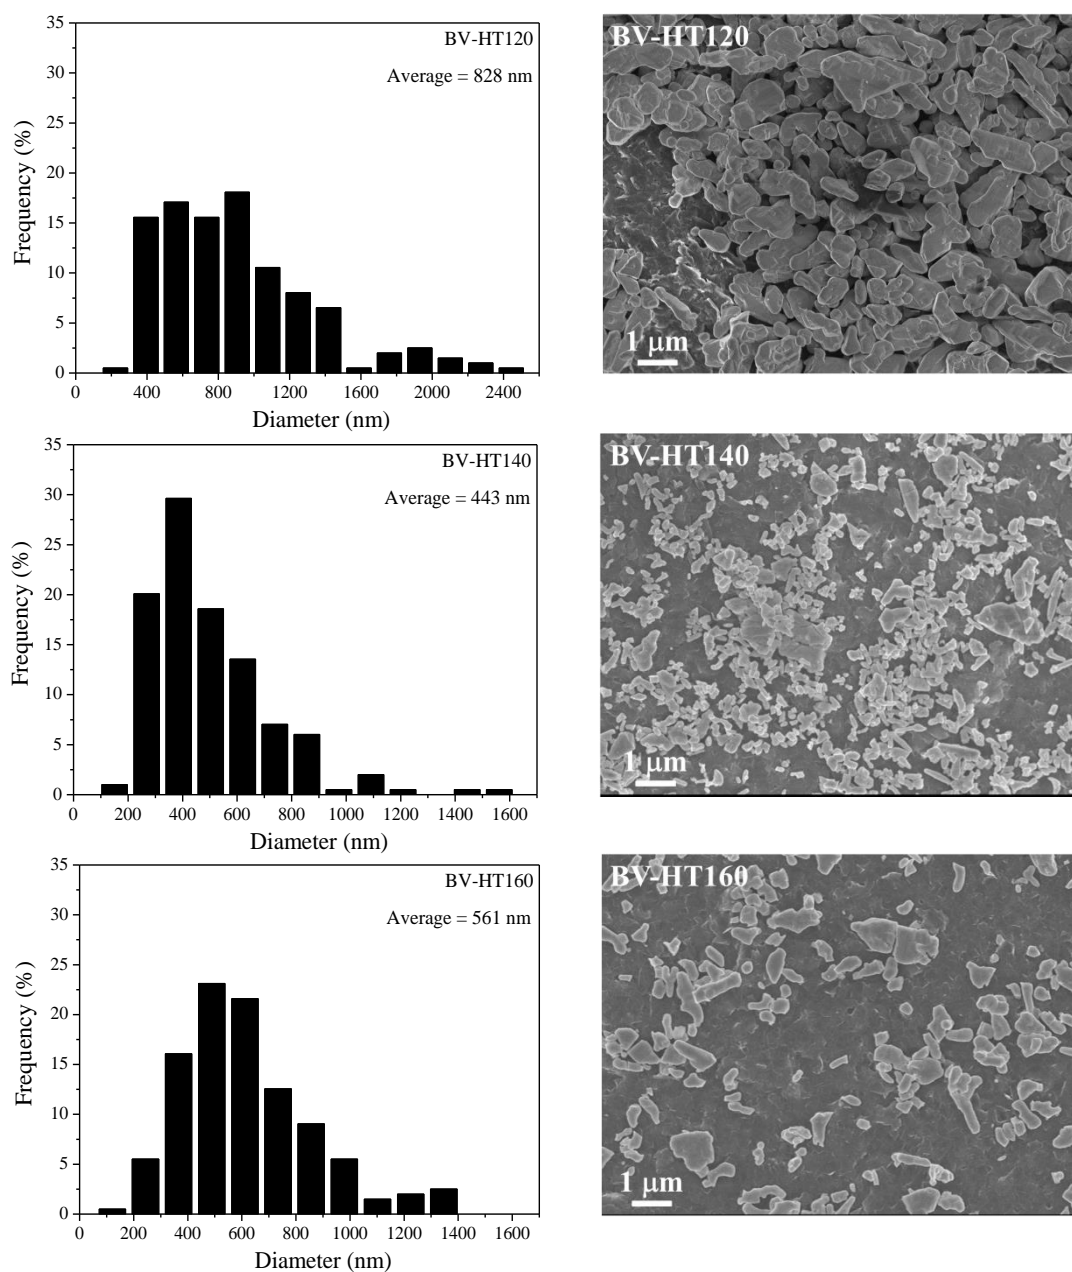 35
30
25
20
15
10
5
0
Frequency (%)
BV-HT120
Average = 828 nm
0 400 800 1200 1600 2000 2400
Diameter (nm)
BV-HT120
1 μm
35
30
25
20
15
10
5
0
Frequency (%)
BV-HT140
Average = 443 nm
0 200 400 600 800 1000 1200 1400 1600
Diameter (nm)
BV-HT140
1 μm
35
30
25
20
15
10
5
0
Frequency (%)
BV-HT160
Average = 561 nm
0 200 400 600 800 1000 1200 1400 1600
Diameter (nm)
BV-HT160
1 μm